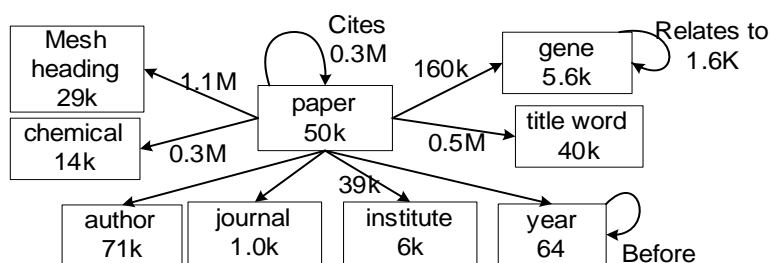 Cites
0.3M
Mesh
heading
29k
1.1M
paper
50k
160k
gene
5.6k
Relates to
1.6K
chemical
14k
0.3M
0.5M
title word
40k
39k
author
71k
journal
1.0k
institute
6k
year
64
Before